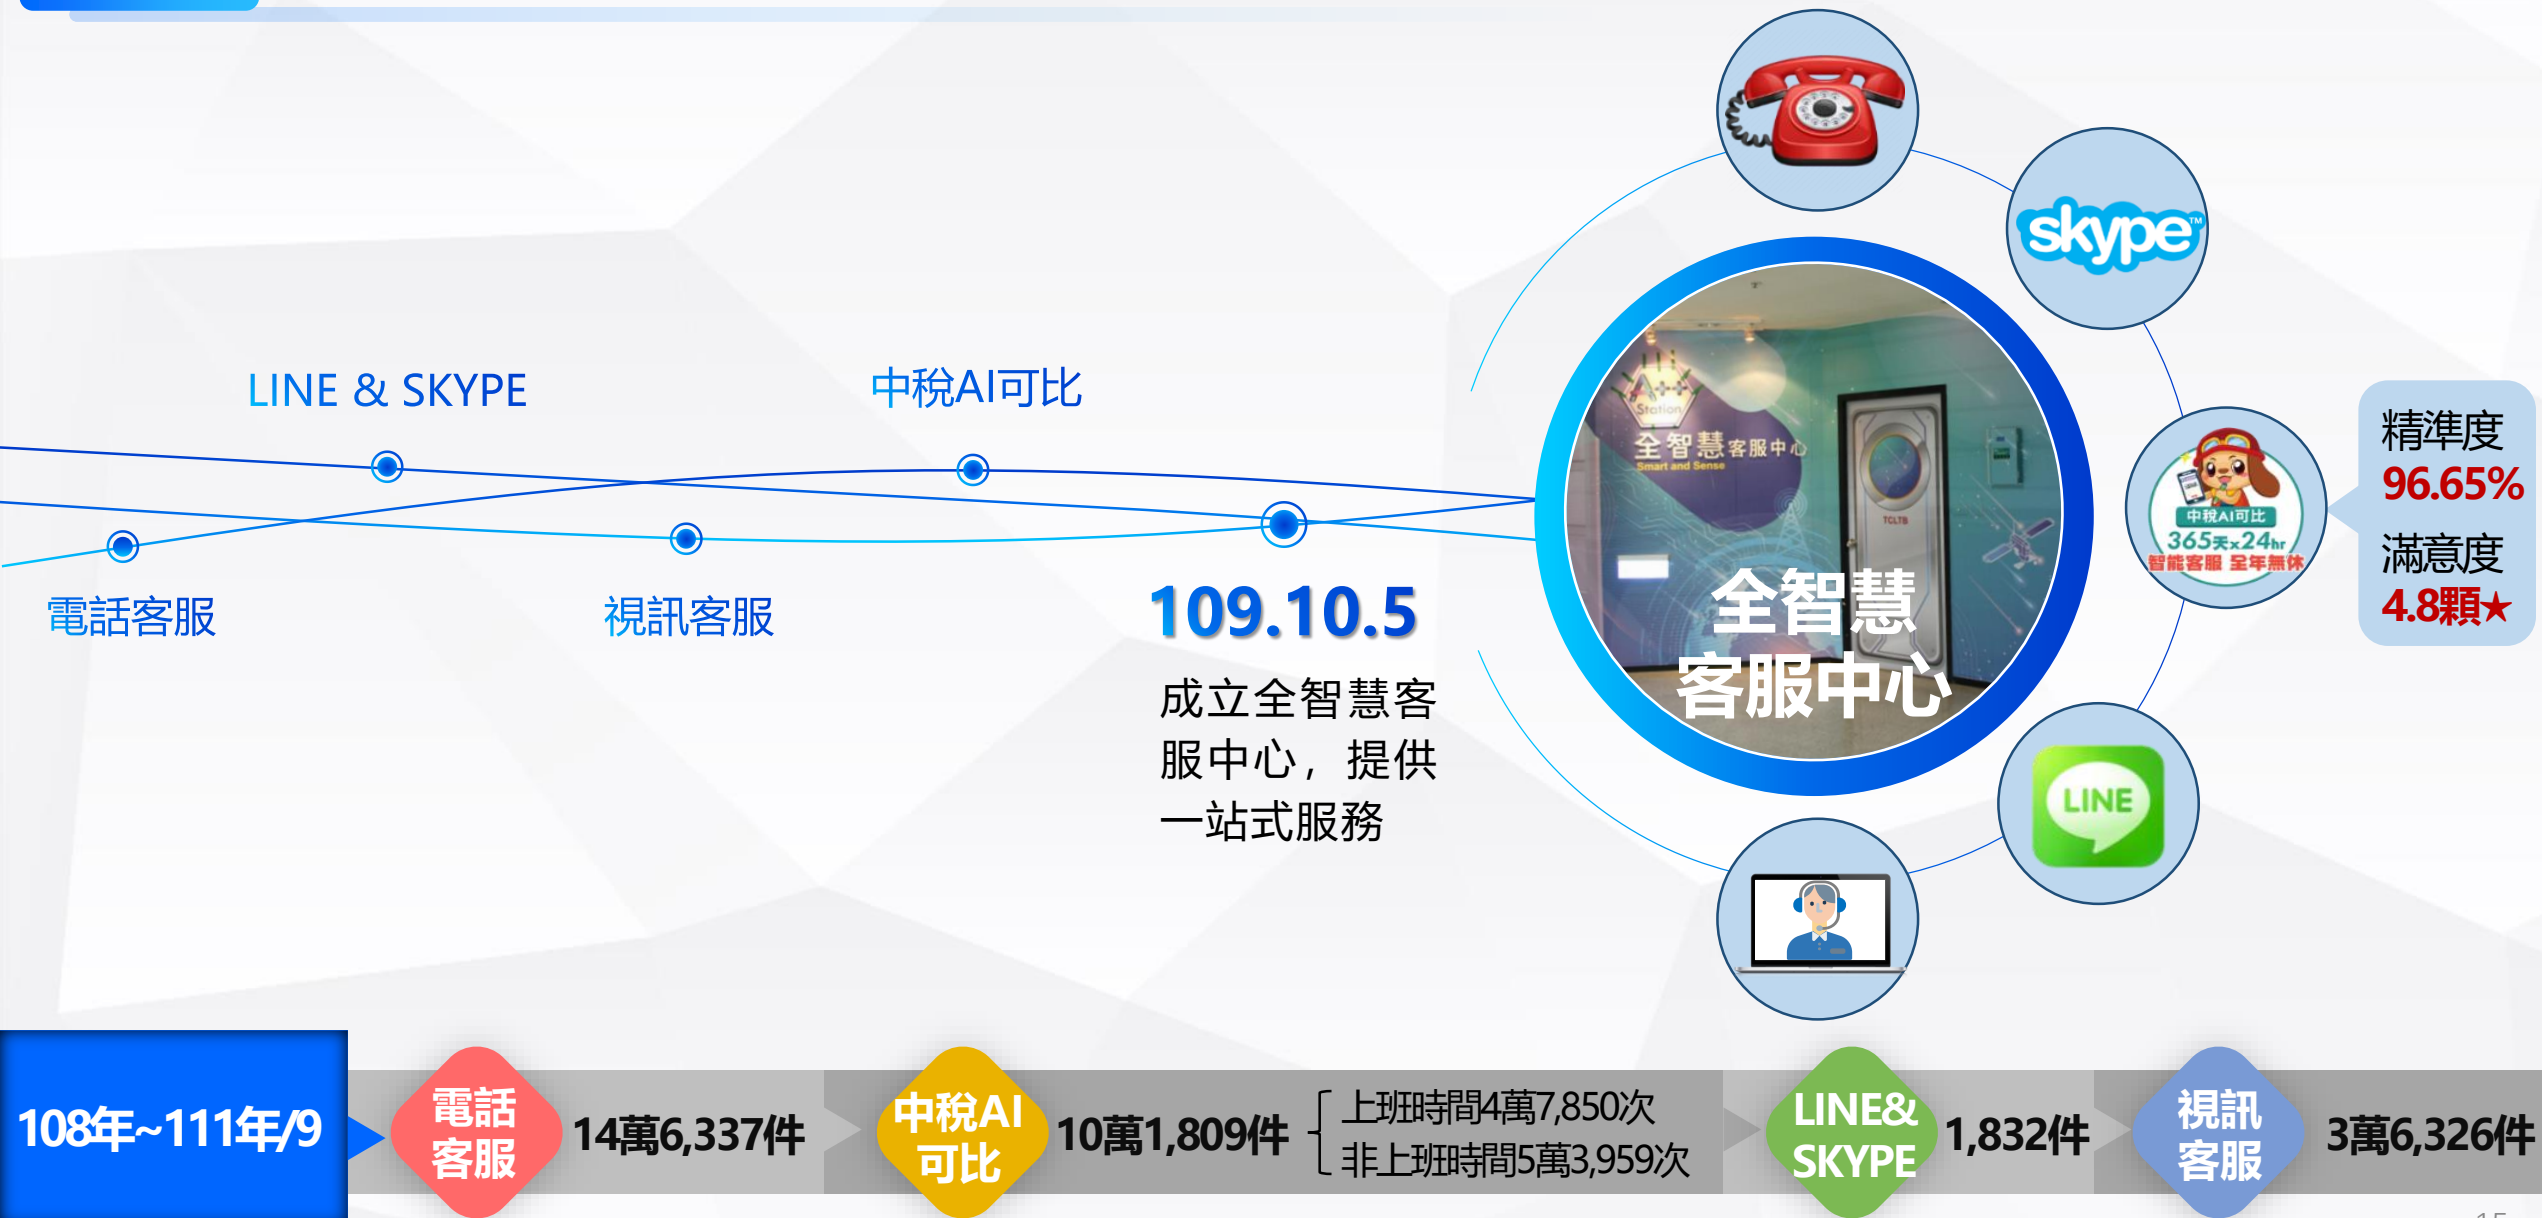 skype™
LINE & SKYPE
中稅AI可比
電話客服
視訊客服
109.10.5
成立全智慧客
服中心，提供
一站式服務
A++
Station
全智慧客服中心
Smart and Sense
TCLTB
全智慧
客服中心
中稅AI可比
365天x24hr
智能客服 全年無休
精準度
96.65%
滿意度
4.8顆★
LINE
108年~111年/9
電話
客服
14萬6,337件
中稅AI
可比
10萬1,809件
上班時間4萬7,850次
非上班時間5萬3,959次
LINE&
SKYPE
1,832件
視訊
客服
3萬6,326件